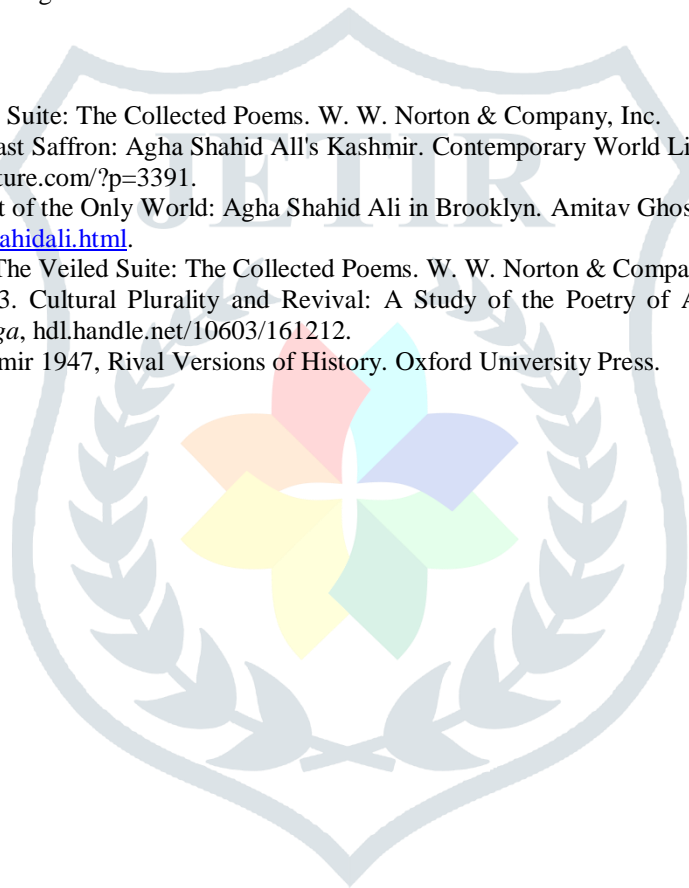 Suite: The Collected Poems. W. W. Norton & Company, Inc.
ast Saffron: Agha Shahid All's Kashmir. Contemporary World Li
ture.com/?p=3391.
t of the Only World: Agha Shahid Ali in Brooklyn. Amitav Ghos
ahidali.html.
The Veiled Suite: The Collected Poems. W. W. Norton & Compa
3. Cultural Plurality and Revival: A Study of the Poetry of A
ga, hdl.handle.net/10603/161212.
mir 1947, Rival Versions of History. Oxford University Press.
JETIR